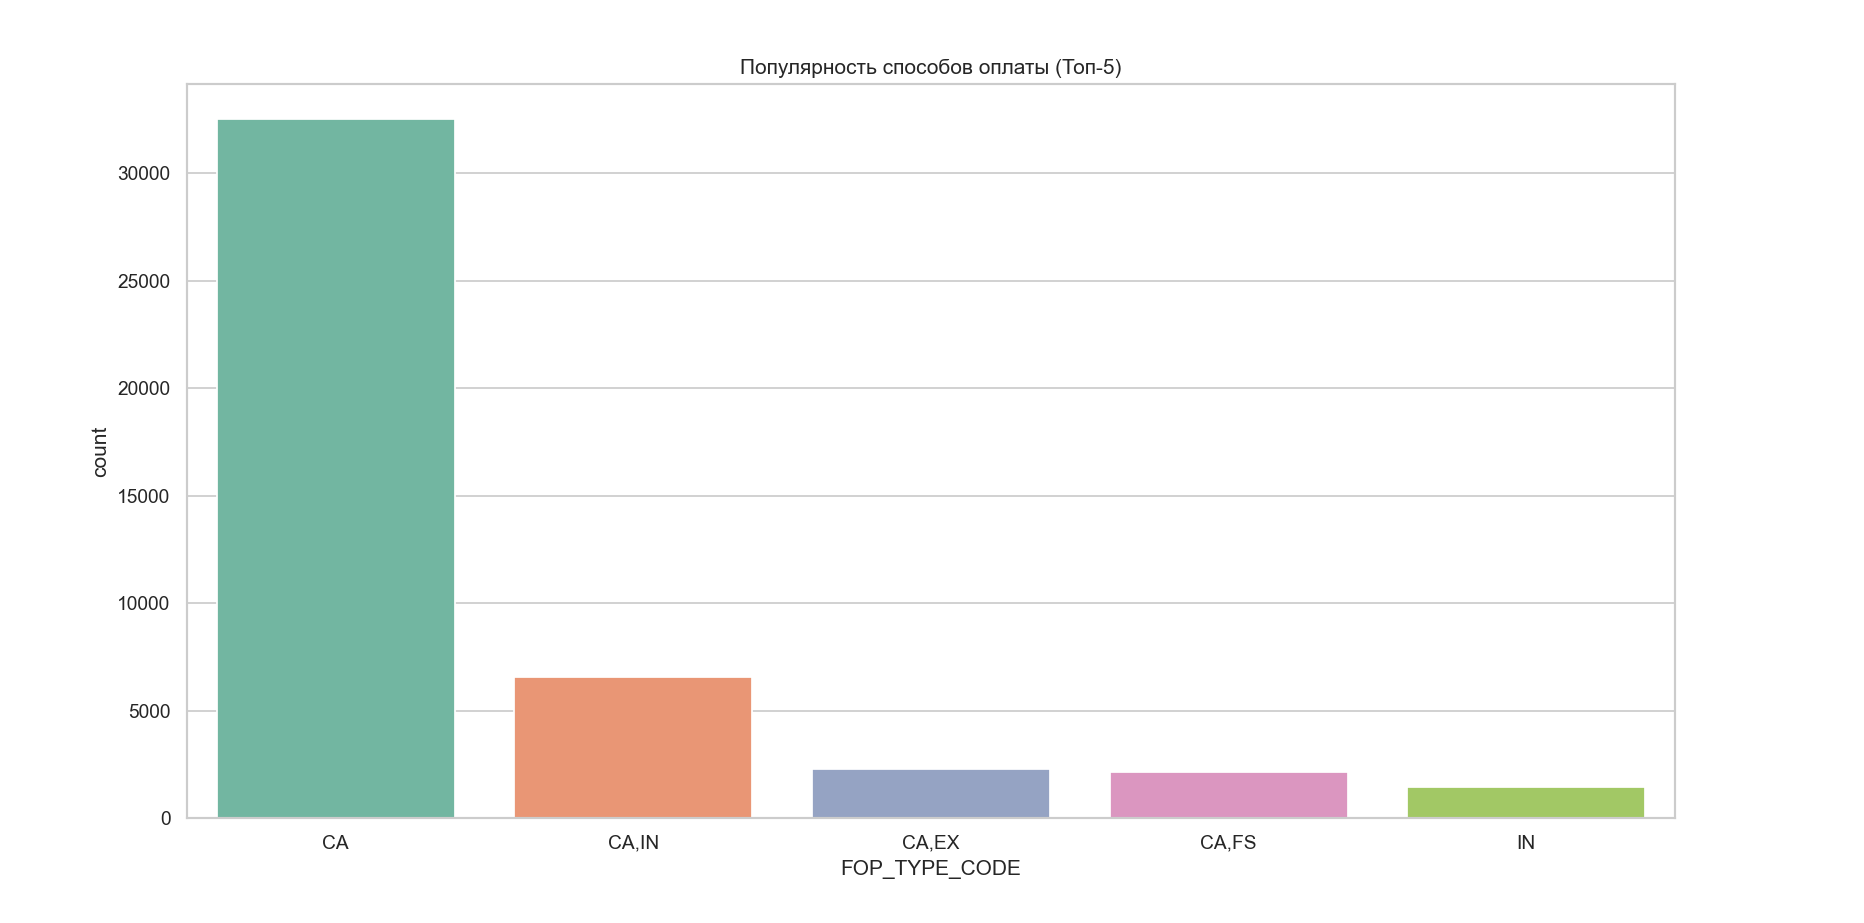 Популярность способов оплаты (Топ-5)
30000
25000
20000
15000
10000
5000
0
count
CA
CA,IN
CA,EX
CA,FS
IN
FOP_TYPE_CODE